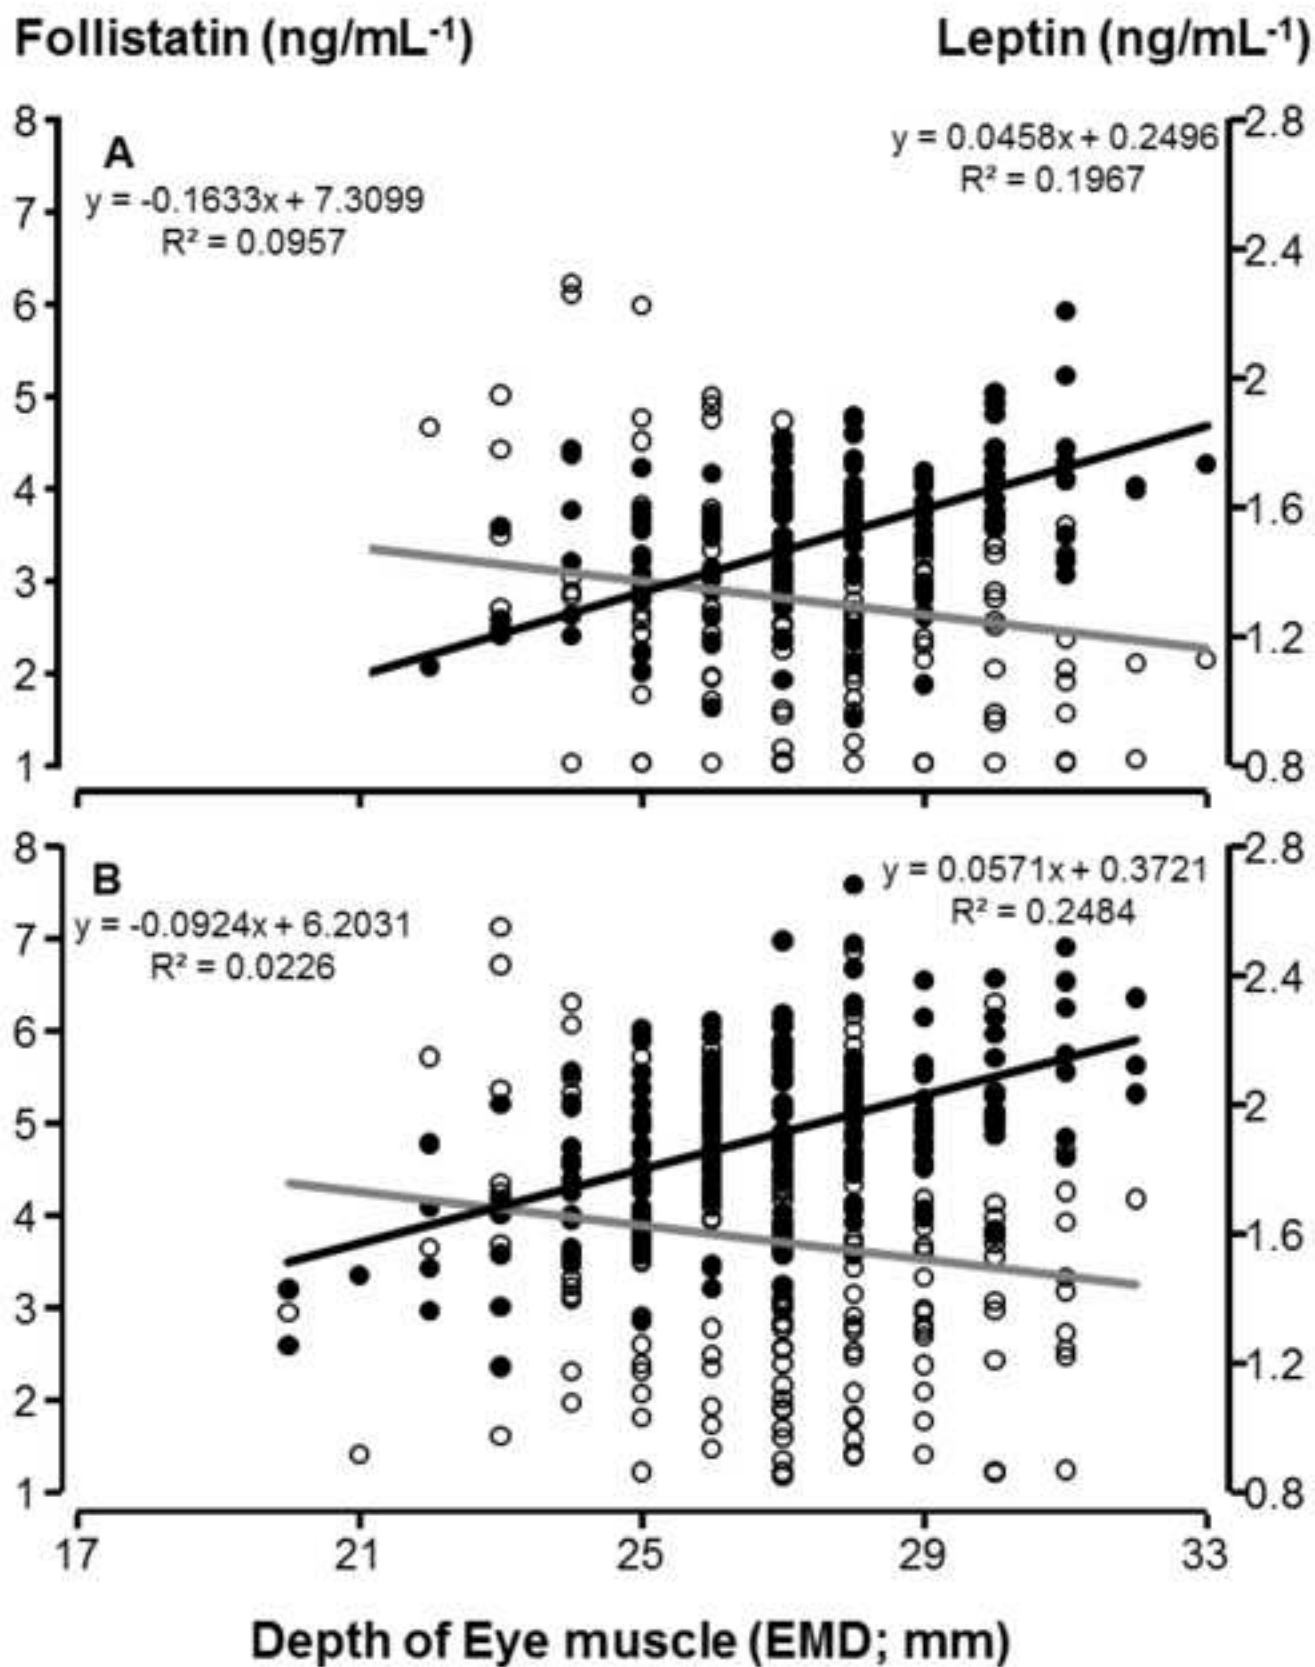 Follistatin (ng/mL⁻¹) Leptin (ng/mL⁻¹)
A
y = -0.1633x + 7.3099
R² = 0.0957
y = 0.0458x + 0.2496
R² = 0.1967
8
7
6
5
4
3
2
1
2.8
2.4
2
1.6
1.2
0.8
B
y = -0.0924x + 6.2031
R² = 0.0226
y = 0.0571x + 0.3721
R² = 0.2484
8
7
6
5
4
3
2
1
2.8
2.4
2
1.6
1.2
0.8
17 21 25 29 33
Depth of Eye muscle (EMD; mm)